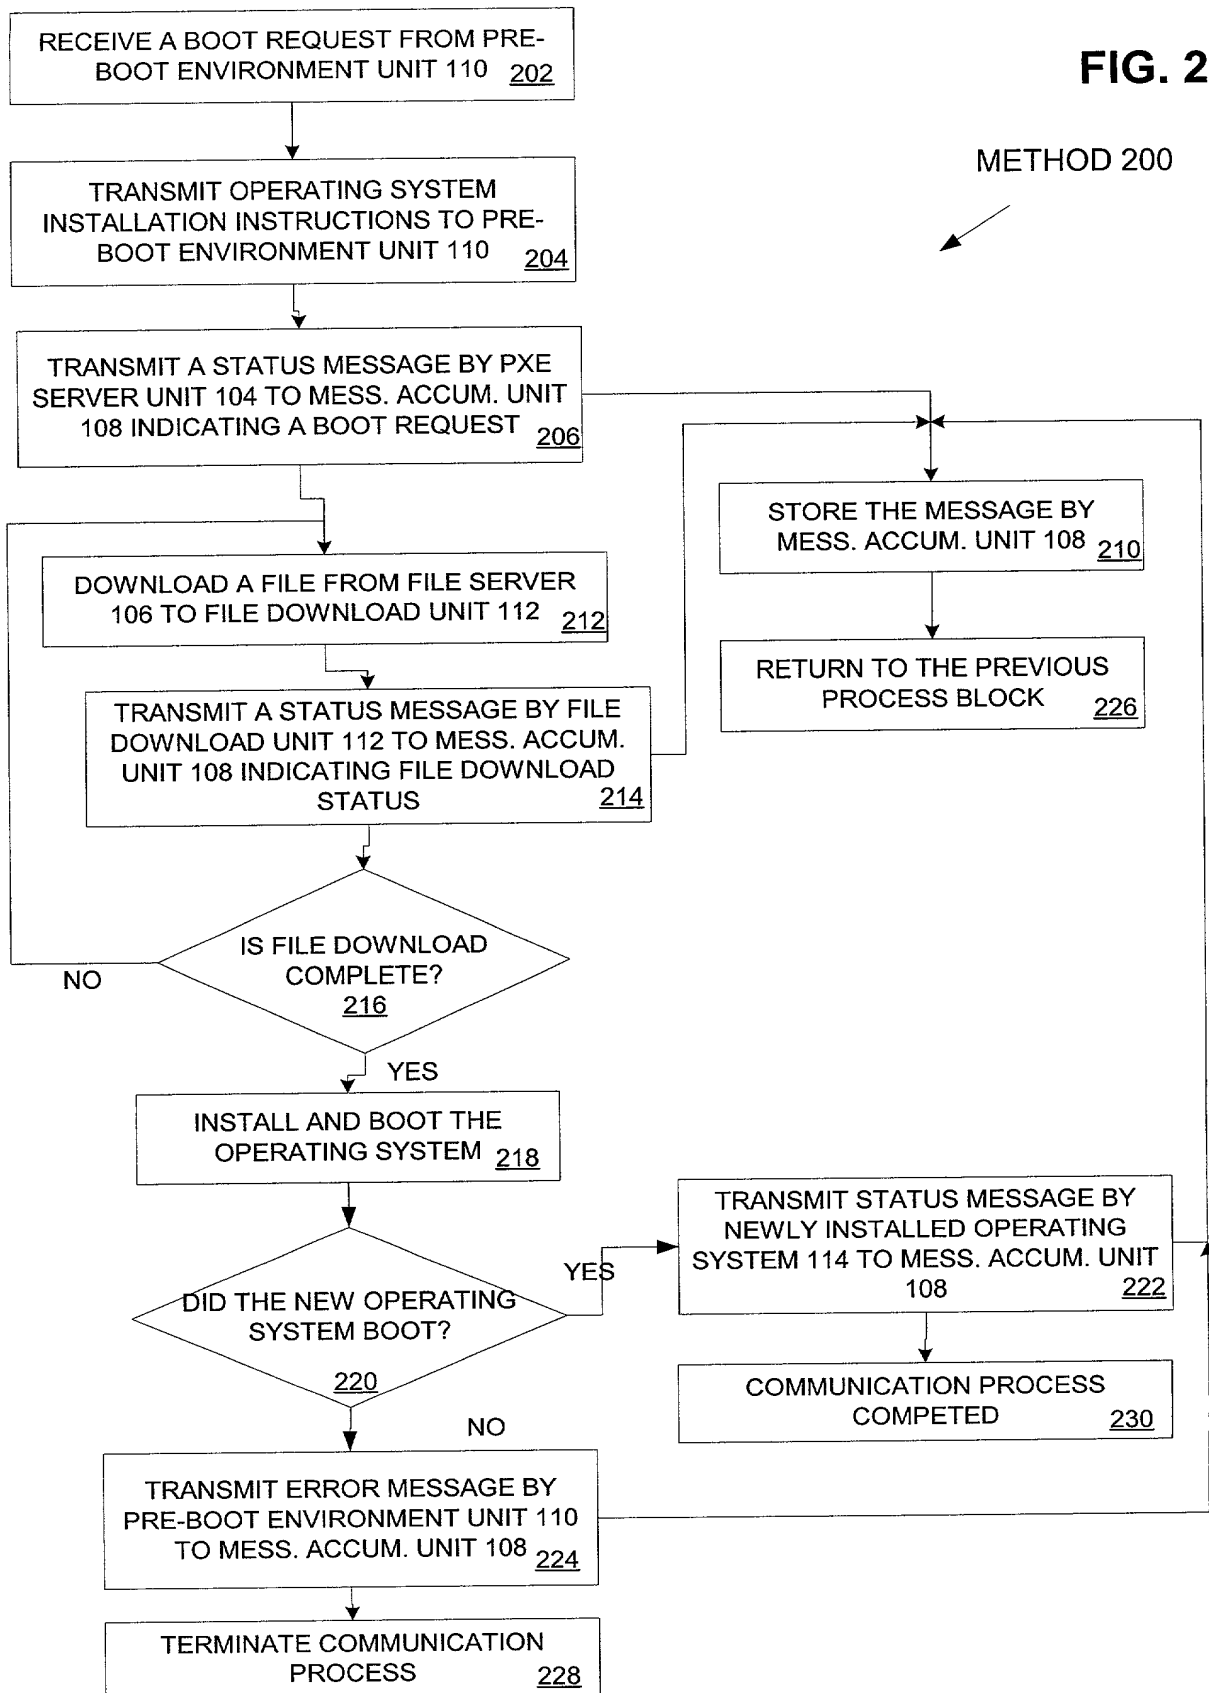 RECEIVE A BOOT REQUEST FROM PRE-
BOOT ENVIRONMENT UNIT 110 202
FIG. 2
METHOD 200
TRANSMIT OPERATING SYSTEM
INSTALLATION INSTRUCTIONS TO PRE-
BOOT ENVIRONMENT UNIT 110 204
TRANSMIT A STATUS MESSAGE BY PXE
SERVER UNIT 104 TO MESS. ACCUM. UNIT
108 INDICATING A BOOT REQUEST 206
STORE THE MESSAGE BY
MESS. ACCUM. UNIT 108 210
DOWNLOAD A FILE FROM FILE SERVER
106 TO FILE DOWNLOAD UNIT 112 212
RETURN TO THE PREVIOUS
PROCESS BLOCK 226
TRANSMIT A STATUS MESSAGE BY FILE
DOWNLOAD UNIT 112 TO MESS. ACCUM.
UNIT 108 INDICATING FILE DOWNLOAD
STATUS 214
IS FILE DOWNLOAD
COMPLETE?
216
NO
YES
INSTALL AND BOOT THE
OPERATING SYSTEM 218
DID THE NEW OPERATING
SYSTEM BOOT?
220
YES
TRANSMIT STATUS MESSAGE BY
NEWLY INSTALLED OPERATING
SYSTEM 114 TO MESS. ACCUM. UNIT
108 222
COMMUNICATION PROCESS
COMPETED 230
NO
TRANSMIT ERROR MESSAGE BY
PRE-BOOT ENVIRONMENT UNIT 110
TO MESS. ACCUM. UNIT 108 224
TERMINATE COMMUNICATION
PROCESS 228